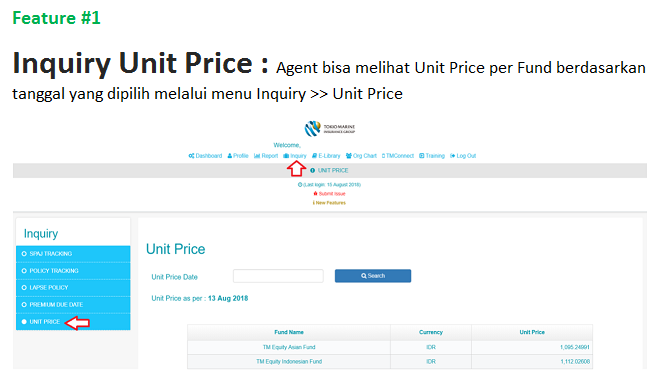 Feature #1
Inquiry Unit Price : Agent bisa melihat Unit Price per Fund berdasarkan
tanggal yang dipilih melalui menu Inquiry >> Unit Price
TOKIO MARINE
INSURANCE GROUP
Welcome,
Dashboard Profile Report Inquiry E-Library Org Chart TMConnect Training Log Out
UNIT PRICE
(Last login: 15 August 2018)
Submit Issue
New Features
Inquiry
SPAJ TRACKING
POLICY TRACKING
LAPSE POLICY
PREMIUM DUE DATE
UNIT PRICE
Unit Price
Unit Price Date
Search
Unit Price as per : 13 Aug 2018
Fund Name Currency Unit Price
TM Equity Asian Fund IDR 1,095.24991
TM Equity Indonesian Fund IDR 1,112.02608